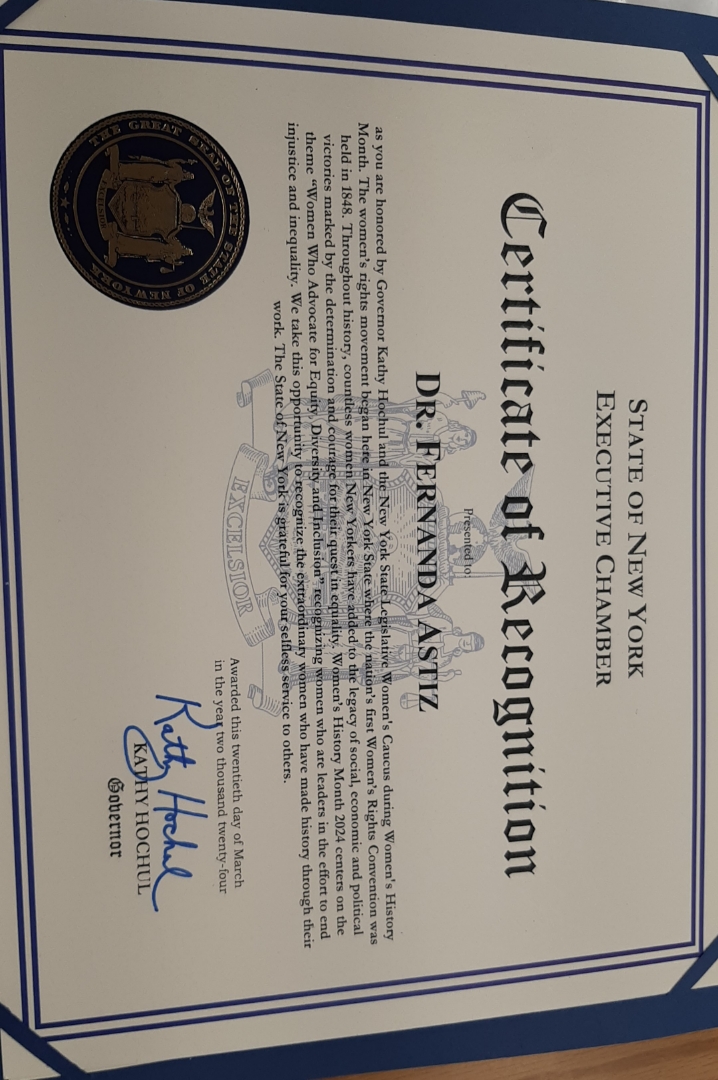 STATE OF NEW YORK
EXECUTIVE CHAMBER
Certificate of Recognition
Presented to:
DR. FERNANDA ASTIZ
as you are honored by Governor Kathy Hochul and the New York State Legislative Women's Caucus during Women's History
Month. The women's rights movement began here in New York State where the nation's first Women's Rights Convention was
held in 1848. Throughout history, countless women New Yorkers have added to the legacy of social, economic and political
victories marked by the determination and courage for their quest in equality. Women's History Month 2024 centers on the
theme "Women Who Advocate for Equity, Diversity and Inclusion" recognizing women who are leaders in the effort to end
injustice and inequality. We take this opportunity to recognize the extraordinary women who have made history through their
work. The State of New York is grateful for your selfless service to others.
EXCELSIOR
Awarded this twentieth day of March
in the year two thousand twenty-four
Kathy Hochul
KATHY HOCHUL
Governor
THE GREAT SEAL OF THE STATE OF NEW YORK
EXCELSIOR